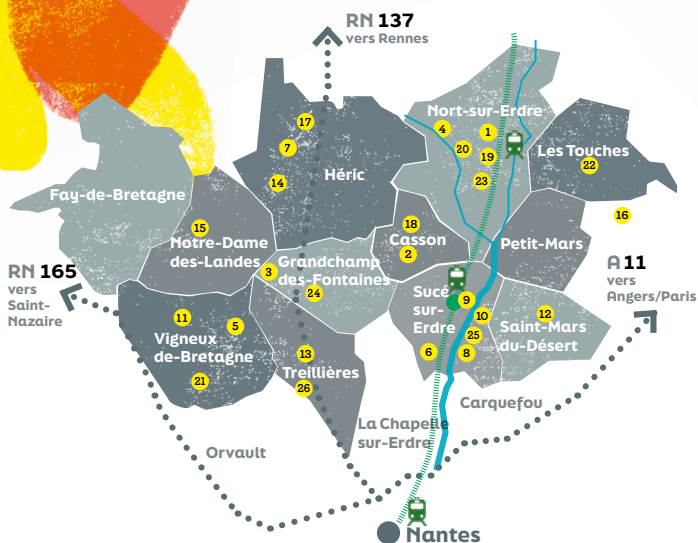 RN 137
vers Rennes
17
7
14
Héric
Nort-sur-Erdre
4
1
20
19
23
Les Touches
22
16
Fay-de-Bretagne
15
Notre-Dame
des-Landes
18
Casson
2
Petit-Mars
RN 165
vers
Saint-
Nazaire
3
Grandchamp
des-Fontaines
24
A 11
vers
Angers/Paris
Sucé
sur-
Erdre
9
10
25
6
8
12
Saint-Mars
du-Désert
11
5
Vigneux
de-Bretagne
21
13
Treillières
26
Carquefou
La Chapelle
sur-Erdre
Orvault
Nantes